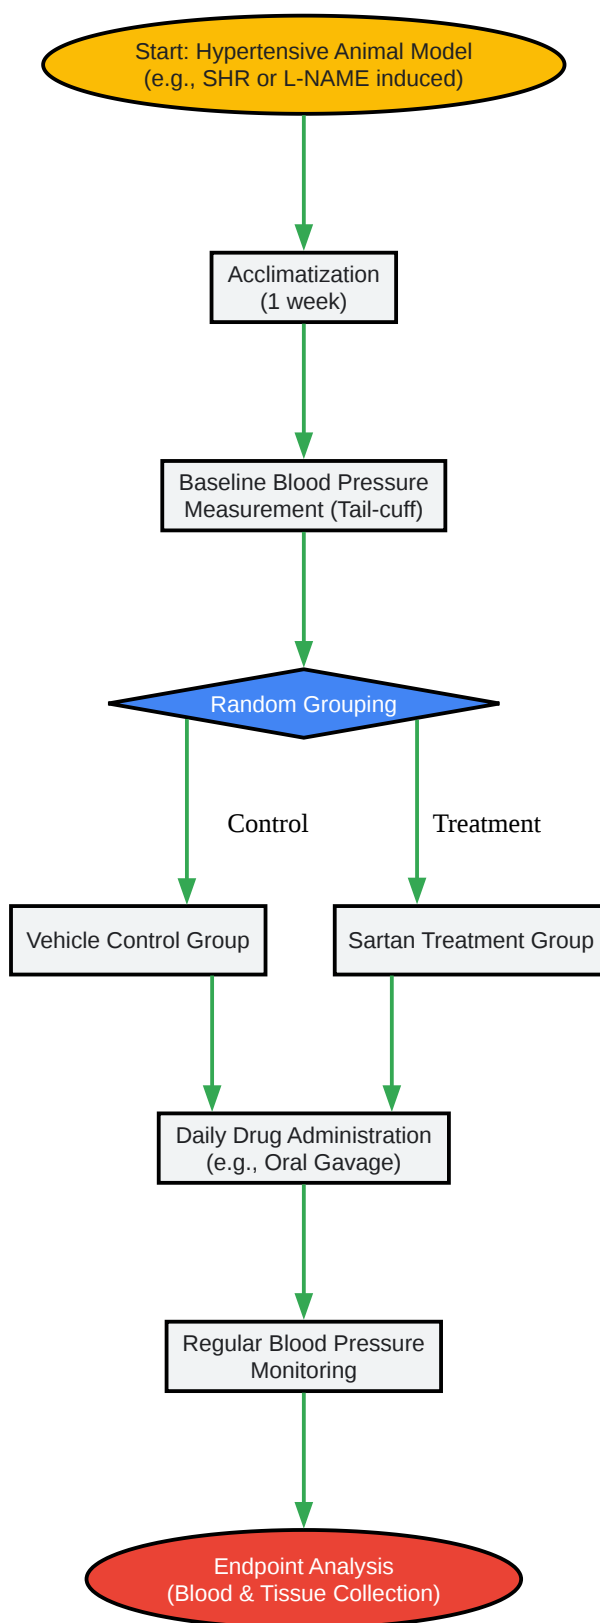 Start: Hypertensive Animal Model
(e.g., SHR or L-NAME induced)
Acclimatization
(1 week)
Baseline Blood Pressure
Measurement (Tail-cuff)
Random Grouping
Control
Treatment
Vehicle Control Group
Sartan Treatment Group
Daily Drug Administration
(e.g., Oral Gavage)
Regular Blood Pressure
Monitoring
Endpoint Analysis
(Blood & Tissue Collection)